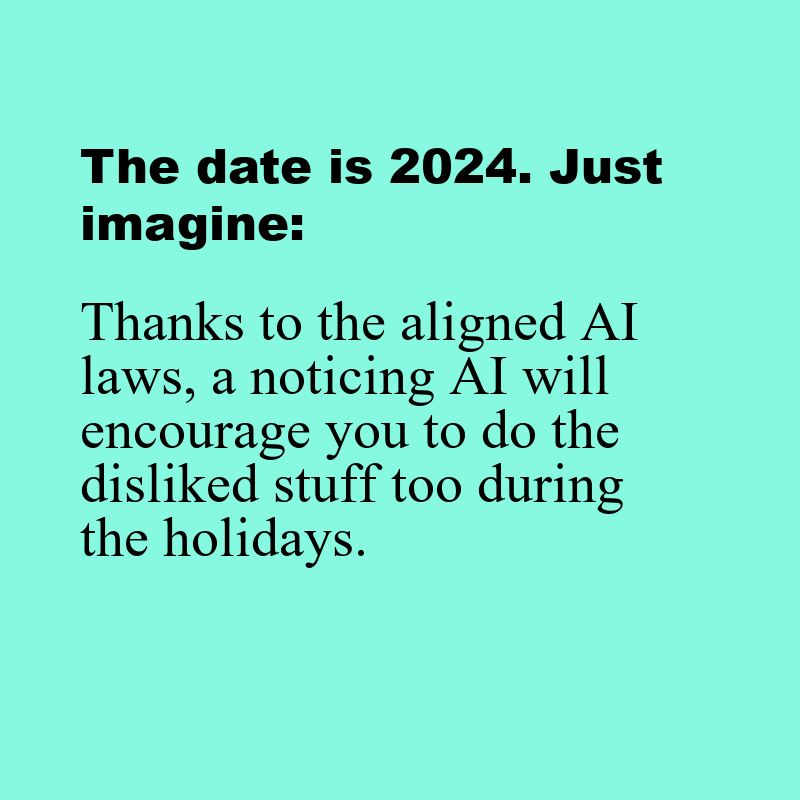 The date is 2024. Just
imagine:
Thanks to the aligned AI
laws, a noticing AI will
encourage you to do the
disliked stuff too during
the holidays.